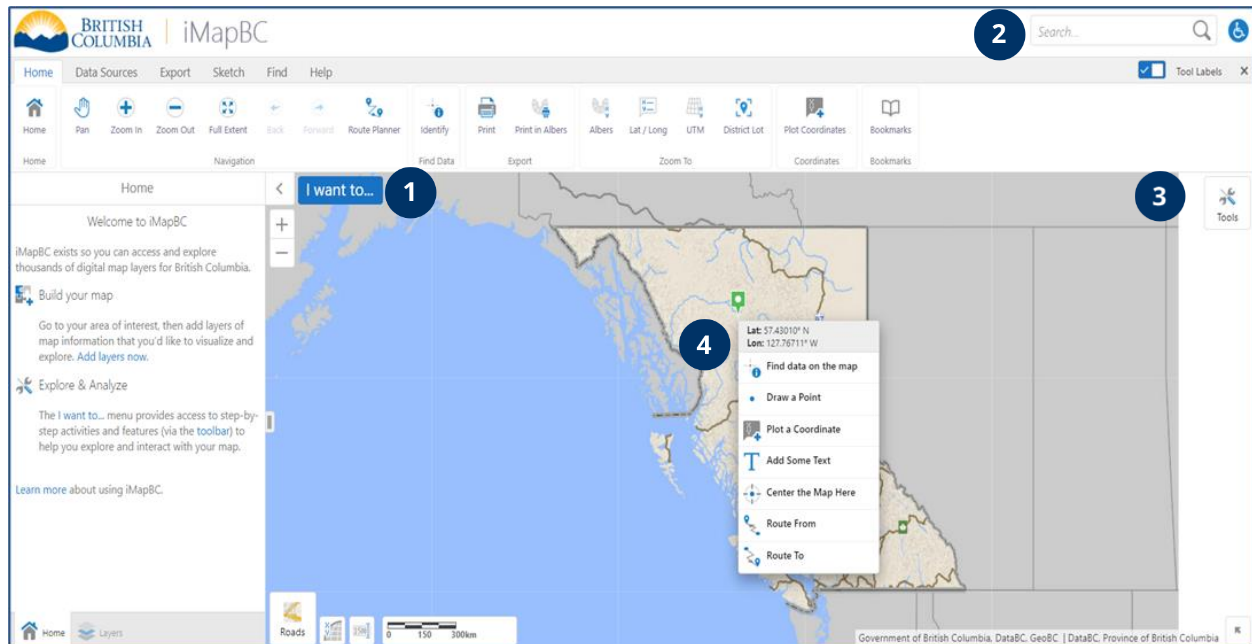 BRITISH
COLUMBIA
iMapBC
2
Search...
Home Data Sources Export Sketch Find Help
Tool Labels X
Home Pan Zoom In Zoom Out Full Extent Back Forward Route Planner Identify Print Print in Albers Albers Lat / Long UTM District Lot Plot Coordinates Bookmarks
Home Navigation Find Data Export Zoom To Coordinates Bookmarks
Home
I want to...
1
3
Tools
Welcome to iMapBC
iMapBC exists so you can access and explore
thousands of digital map layers for British Columbia.
Build your map
Go to your area of interest, then add layers of
map information that you'd like to visualize and
explore. Add layers now.
Explore & Analyze
The I want to... menu provides access to step-by-
step activities and features (via the toolbar) to
help you explore and interact with your map.
Learn more about using iMapBC.
+
−
97
4
Lat: 57.43010° N
Lon: 127.76711° W
Find data on the map
Draw a Point
Plot a Coordinate
Add Some Text
Center the Map Here
Route From
Route To
Home Layers
Roads
0 150 300km
Government of British Columbia, DataBC, GeoBC | DataBC, Province of British Columbia